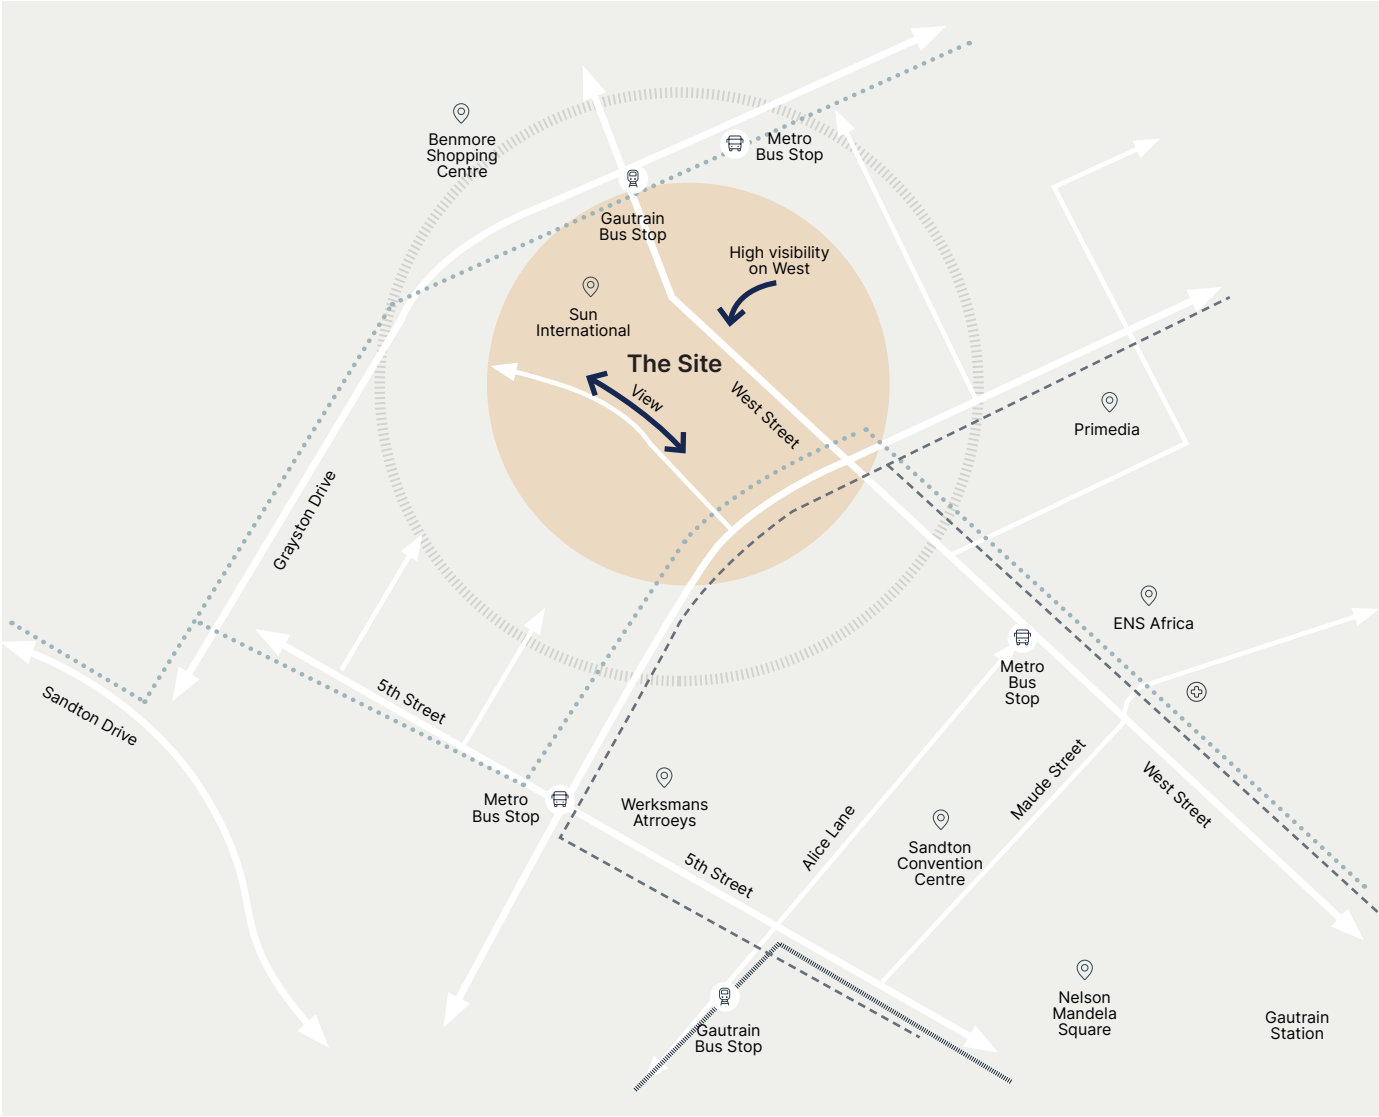 Benmore
Shopping
Centre
Metro
Bus Stop
Gautrain
Bus Stop
High visibility
on West
Sun
International
The Site
View
West Street
Primedia
Grayston Drive
ENS Africa
Metro
Bus
Stop
Sandton Drive
5th Street
Metro
Bus Stop
Werksmans
Atrroeys
Alice Lane
Maude Street
West Street
Sandton
Convention
Centre
5th Street
Gautrain
Bus Stop
Nelson
Mandela
Square
Gautrain
Station